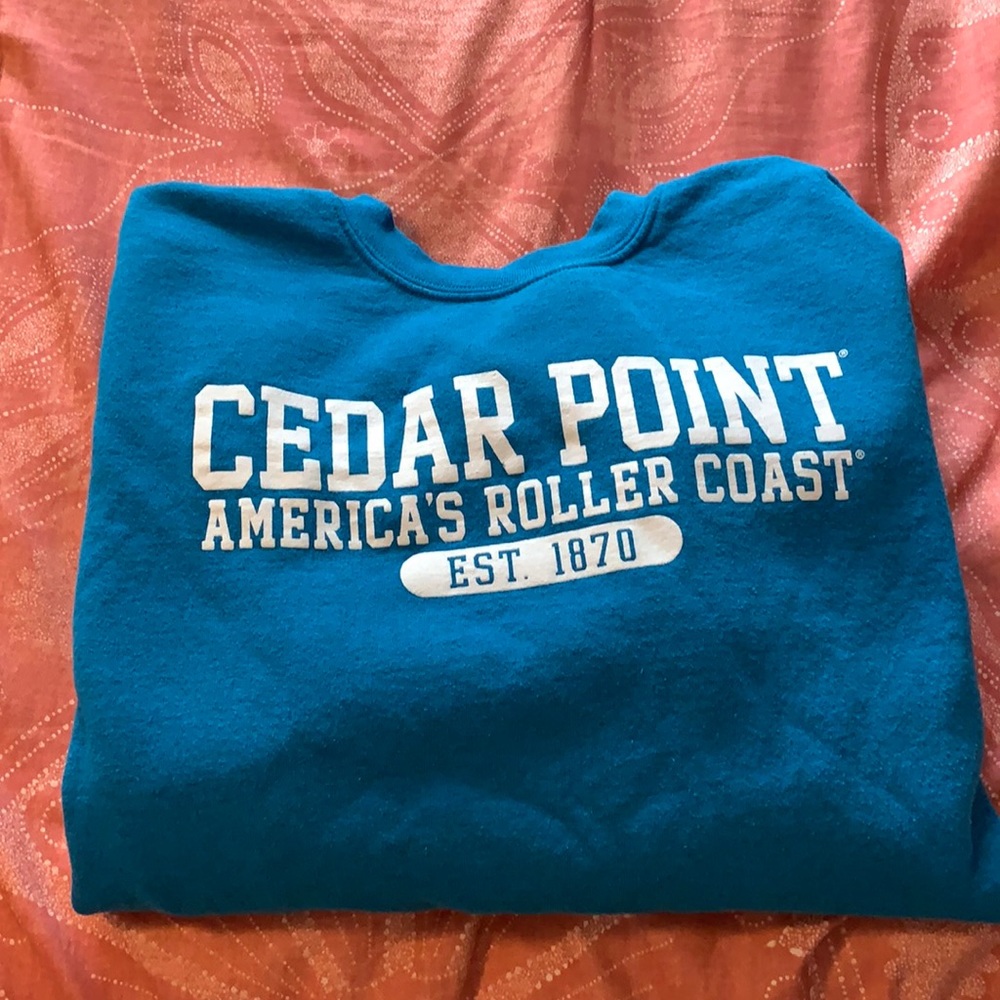 CEDAR POINT®
AMERICA'S ROLLER COAST®
EST. 1870